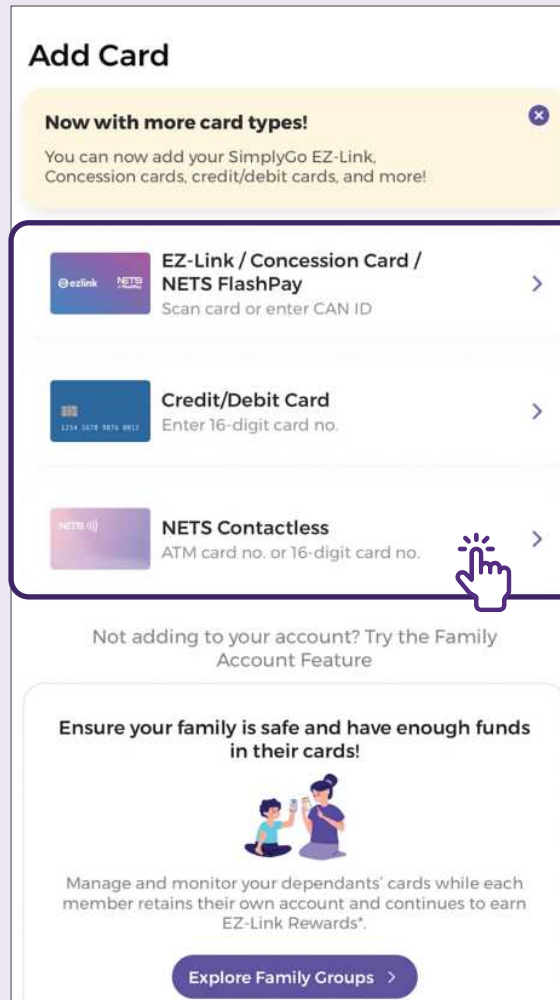 Add Card
Now with more card types!
You can now add your SimplyGo EZ-Link,
Concession cards, credit/debit cards, and more!
ezlink NETS
EZ-Link / Concession Card /
NETS FlashPay
Scan card or enter CAN ID
1234 5678 9876 0012
Credit/Debit Card
Enter 16-digit card no.
NETS
NETS Contactless
ATM card no. or 16-digit card no.
Not adding to your account? Try the Family
Account Feature
Ensure your family is safe and have enough funds
in their cards!
Manage and monitor your dependants' cards while each
member retains their own account and continues to earn
EZ-Link Rewards*.
Explore Family Groups >